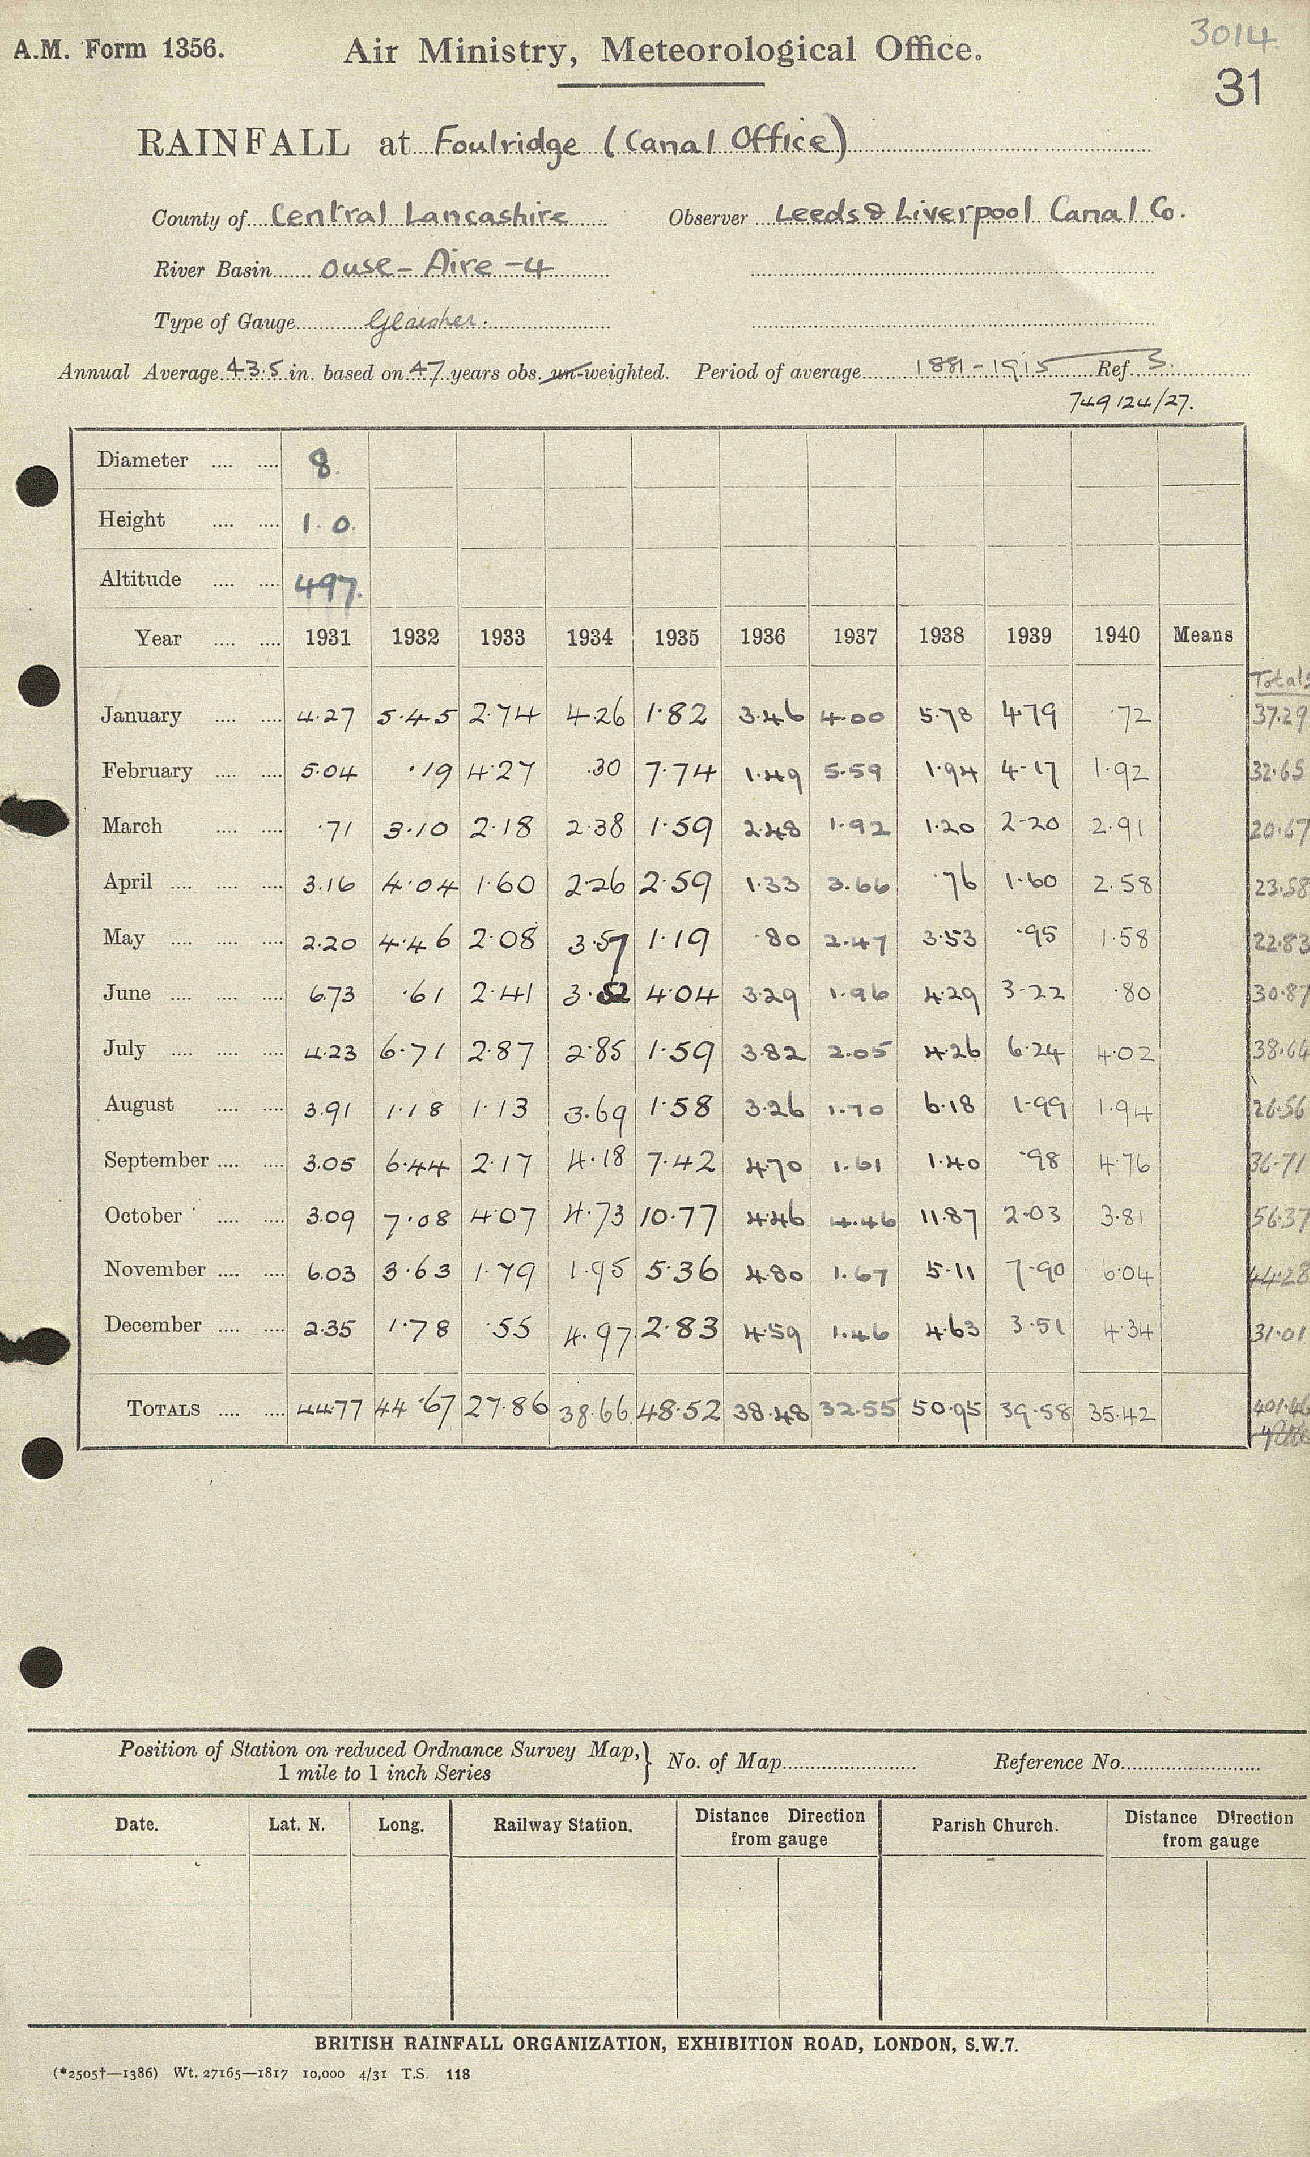 3014
A.M. Form 1356. Air Ministry, Meteorological Office.
31
RAINFALL at Foulridge (Canal Office)
County of Central Lancashire Observer Leeds & Liverpool Canal Co.
River Basin Ouse - Aire - 4
Type of Gauge Glaisher.
Annual Average 43.5 in. based on 47 years obs. un-weighted. Period of average 1881-1915 Ref. S.
749124/27.
Diameter .... .... 8.
Height .... .... 1.0.
Altitude .... .... 497.
Year .... .... 1931 1932 1933 1934 1935 1936 1937 1938 1939 1940 Means
Totals
January .... .... 4.27 5.45 2.74 4.26 1.82 3.46 4.00 5.78 4.79 .72 37.29
February .... .... 5.04 .19 4.27 .30 7.74 1.49 5.59 1.94 4.17 1.92 32.65
March .... .... .71 3.10 2.18 2.38 1.59 2.48 1.92 1.20 2.20 2.91 20.67
April .... .... .... 3.16 4.04 1.60 2.26 2.59 1.33 3.66 .76 1.60 2.58 23.58
May .... .... .... 2.20 4.46 2.08 3.57 1.19 .80 2.47 3.53 .95 1.58 22.83
June .... .... .... 6.73 .61 2.41 3.52 4.04 3.29 1.96 4.29 3.22 .80 30.87
July .... .... .... 4.23 6.71 2.87 2.85 1.59 3.82 2.05 4.26 6.24 4.02 38.64
August .... .... 3.91 1.18 1.13 3.69 1.58 3.26 1.70 6.18 1.99 1.94 26.56
September .... .... 3.05 6.44 2.17 4.18 7.42 4.70 1.61 1.40 .98 4.76 36.71
October .... .... 3.09 7.08 4.07 4.73 10.77 4.46 4.46 11.87 2.03 3.81 56.37
November .... .... 6.03 3.63 1.79 1.95 5.36 4.80 1.67 5.11 7.90 6.04 44.28
December .... .... 2.35 1.78 .55 4.97 2.83 4.59 1.46 4.63 3.51 4.34 31.01
TOTALS .... .... 44.77 44.67 27.86 38.66 48.52 38.48 32.55 50.95 39.58 35.42 401.46
Position of Station on reduced Ordnance Survey Map, } No. of Map Reference No.
1 mile to 1 inch Series
Date. Lat. N. Long. Railway Station. Distance Direction from gauge Parish Church. Distance Direction from gauge
BRITISH RAINFALL ORGANIZATION, EXHIBITION ROAD, LONDON, S.W.7.
(*2505†—1386) Wt. 27165—1817 10,000 4/31 T.S. 118